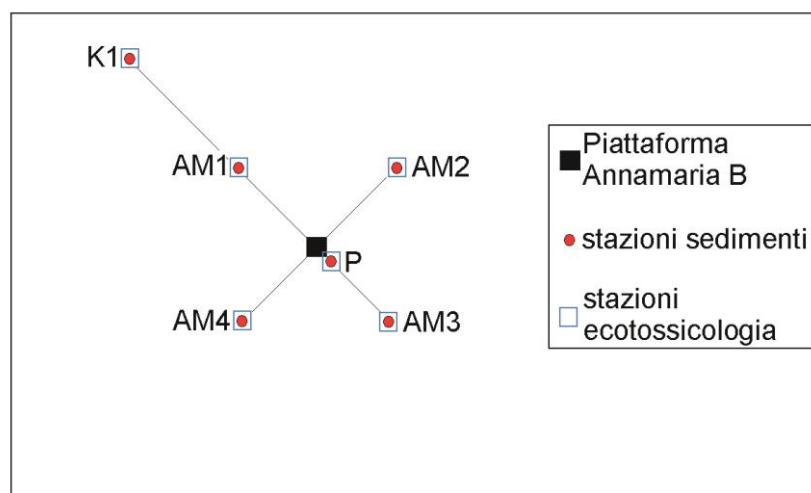 K1
AM1
AM2
P
AM4
AM3
Piattaforma
Annamaria B
stazioni sedimenti
stazioni
ecotossicologia